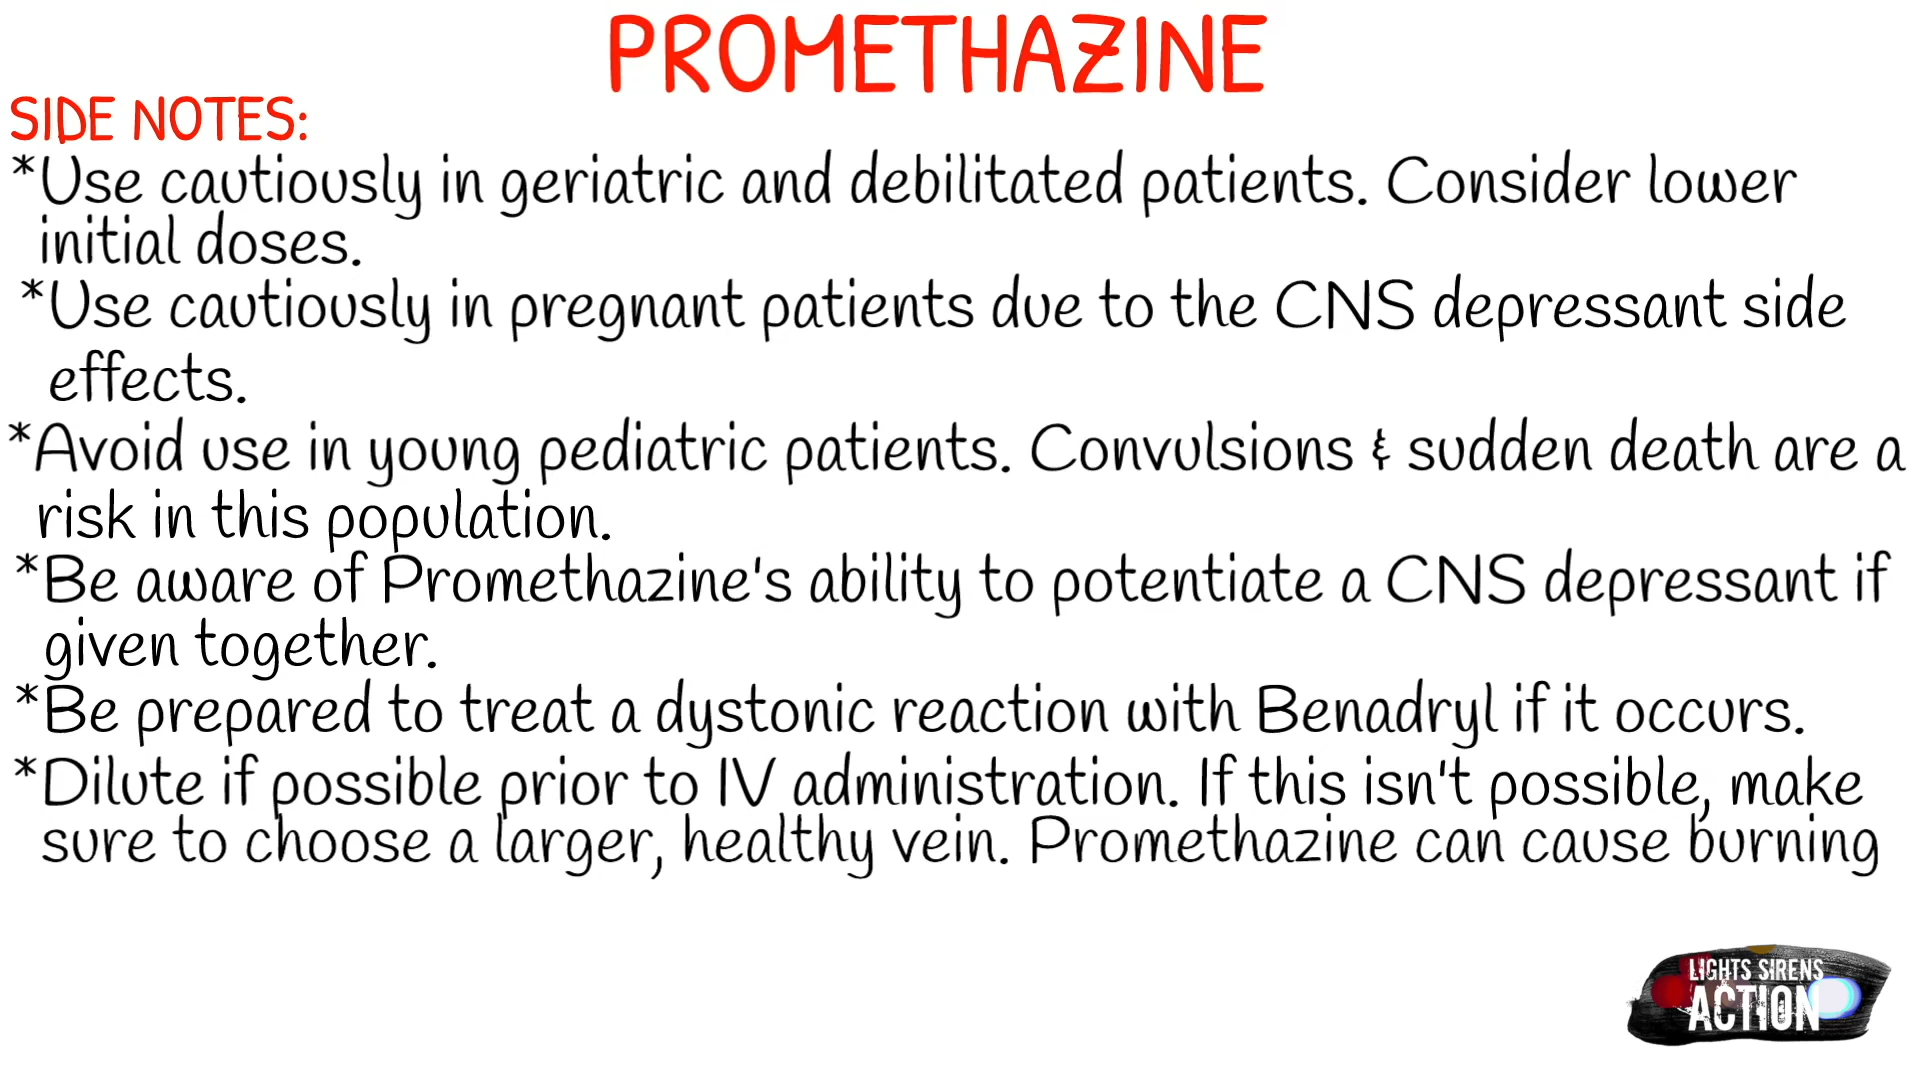 PROMETHAZINE
SIDE NOTES:
*Use cautiously in geriatric and debilitated patients. Consider lower
initial doses.
*Use cautiously in pregnant patients due to the CNS depressant side
effects.
*Avoid use in young pediatric patients. Convulsions & sudden death are a
risk in this population.
*Be aware of Promethazine's ability to potentiate a CNS depressant if
given together.
*Be prepared to treat a dystonic reaction with Benadryl if it occurs.
*Dilute if possible prior to IV administration. If this isn't possible, make
sure to choose a larger, healthy vein. Promethazine can cause burning
LIGHTS SIRENS
ACTION